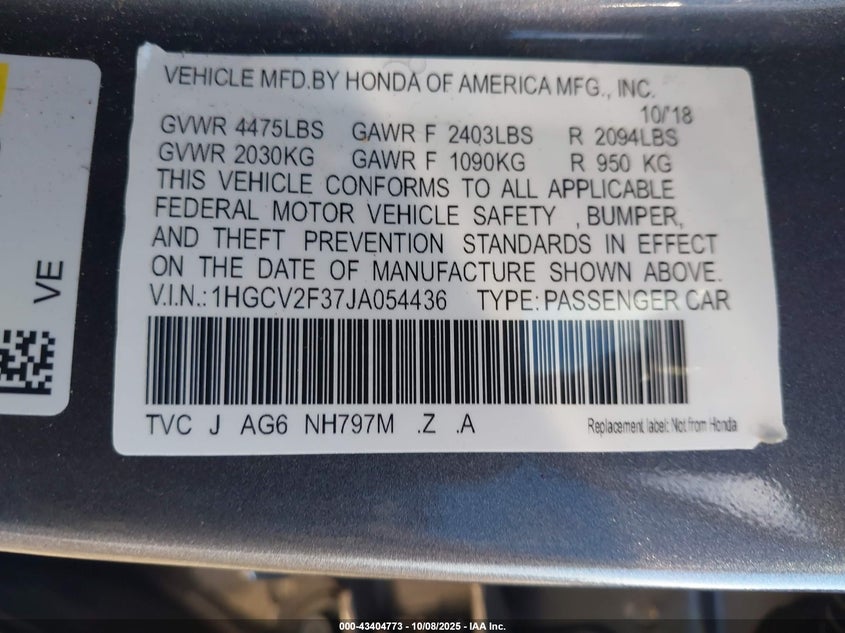 VEHICLE MFD.BY HONDA OF AMERICA MFG., INC.
10/'18
GVWR 4475LBS GAWR F 2403LBS R 2094LBS
GVWR 2030KG GAWR F 1090KG R 950 KG
THIS VEHICLE CONFORMS TO ALL APPLICABLE
FEDERAL MOTOR VEHICLE SAFETY , BUMPER,
AND THEFT PREVENTION STANDARDS IN EFFECT
ON THE DATE OF MANUFACTURE SHOWN ABOVE.
V.I.N.: 1HGCV2F37JA054436 TYPE: PASSENGER CAR
TVC J AG6 NH797M .Z .A
Replacement label: Not from Honda
VE
000-43404773 - 10/08/2025 - IAA Inc.